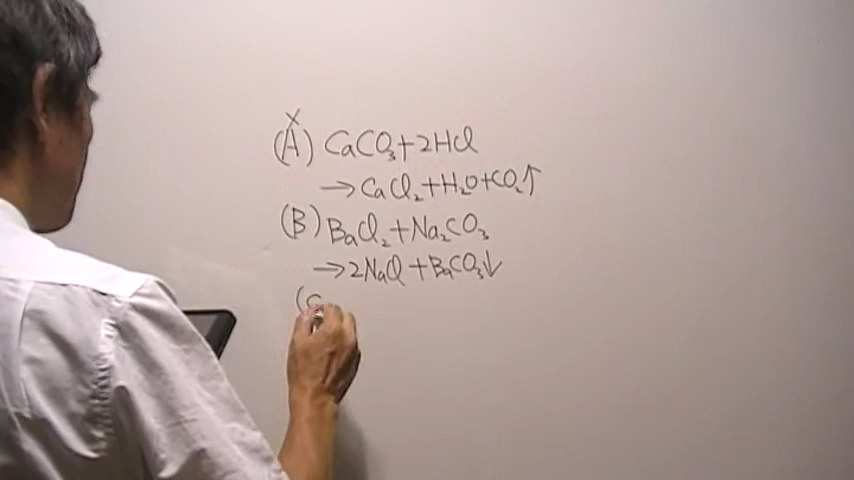 X
(A) CaCO₃+2HCl
→CaCl₂+H₂O+CO₂↑
(B) BaCl₂+Na₂CO₃
→2NaCl+BaCO₃↓
(C